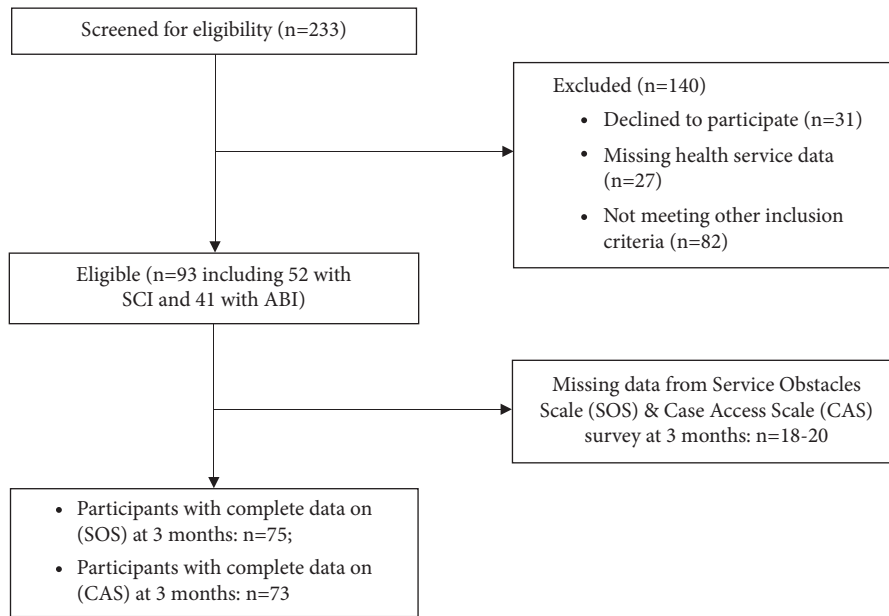 Screened for eligibility (n=233)
Excluded (n=140)
• Declined to participate (n=31)
• Missing health service data
(n=27)
• Not meeting other inclusion
criteria (n=82)
Eligible (n=93 including 52 with
SCI and 41 with ABI)
Missing data from Service Obstacles
Scale (SOS) & Case Access Scale (CAS)
survey at 3 months: n=18-20
• Participants with complete data on
(SOS) at 3 months: n=75;
• Participants with complete data on
(CAS) at 3 months: n=73